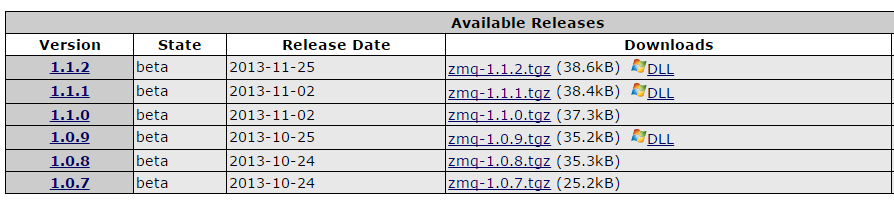 Available Releases
Version State Release Date Downloads
1.1.2 beta 2013-11-25 zmq-1.1.2.tgz (38.6kB) DLL
1.1.1 beta 2013-11-02 zmq-1.1.1.tgz (38.4kB) DLL
1.1.0 beta 2013-11-02 zmq-1.1.0.tgz (37.3kB)
1.0.9 beta 2013-10-25 zmq-1.0.9.tgz (35.2kB) DLL
1.0.8 beta 2013-10-24 zmq-1.0.8.tgz (35.3kB)
1.0.7 beta 2013-10-24 zmq-1.0.7.tgz (25.2kB)